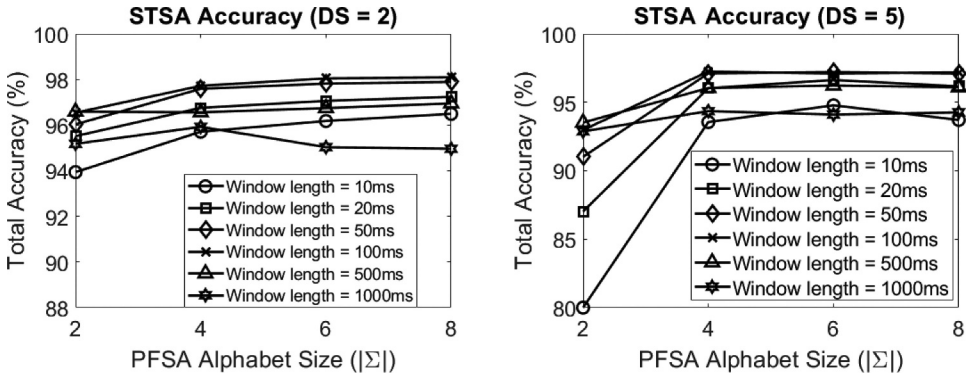 STSA Accuracy (DS = 2)
Total Accuracy (%)
100
98
96
94
92
90
88
Window length = 10ms
Window length = 20ms
Window length = 50ms
Window length = 100ms
Window length = 500ms
Window length = 1000ms
2 4 6 8
PFSA Alphabet Size (|Σ|)
STSA Accuracy (DS = 5)
Total Accuracy (%)
100
95
90
85
80
Window length = 10ms
Window length = 20ms
Window length = 50ms
Window length = 100ms
Window length = 500ms
Window length = 1000ms
2 4 6 8
PFSA Alphabet Size (|Σ|)